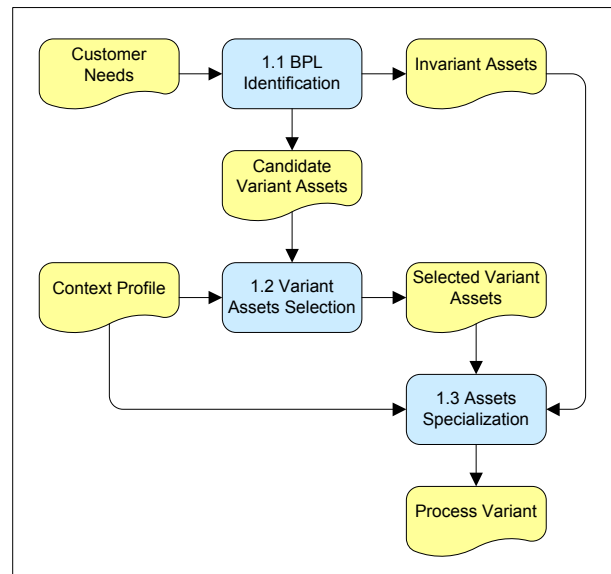 Customer
Needs
1.1 BPL
Identification
Invariant Assets
Candidate
Variant Assets
Context Profile
1.2 Variant
Assets Selection
Selected Variant
Assets
1.3 Assets
Specialization
Process Variant